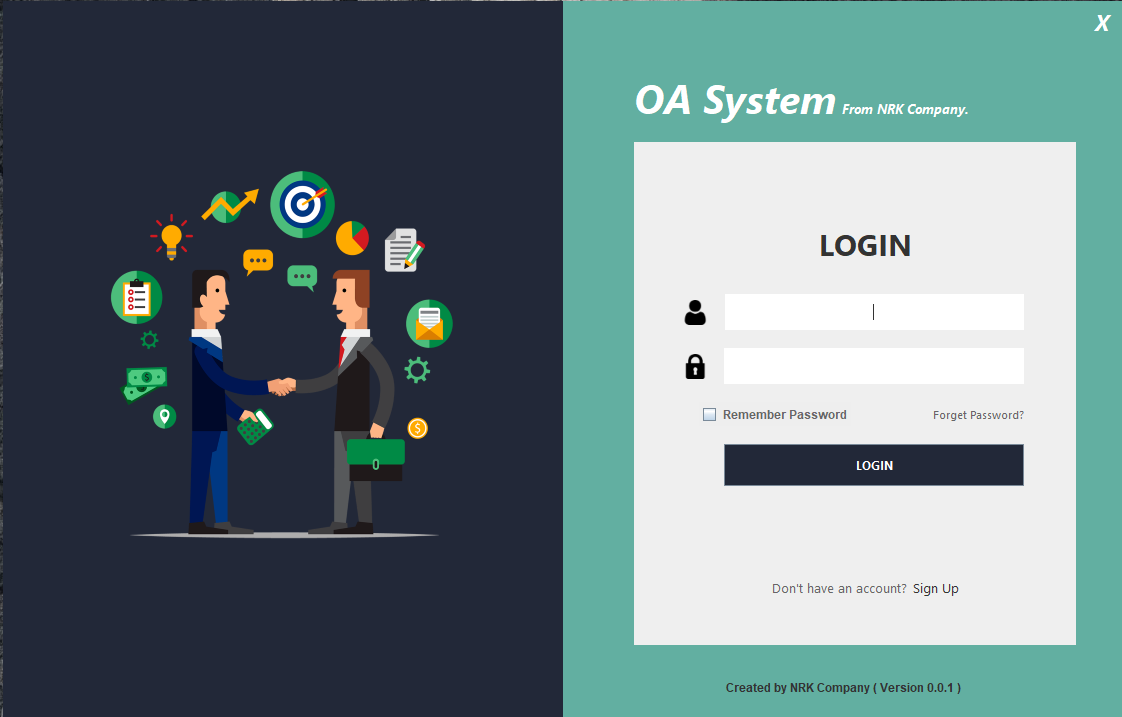 X
OA System From NRK Company.
LOGIN
Remember Password Forget Password?
LOGIN
Don't have an account? Sign Up
Created by NRK Company ( Version 0.0.1 )